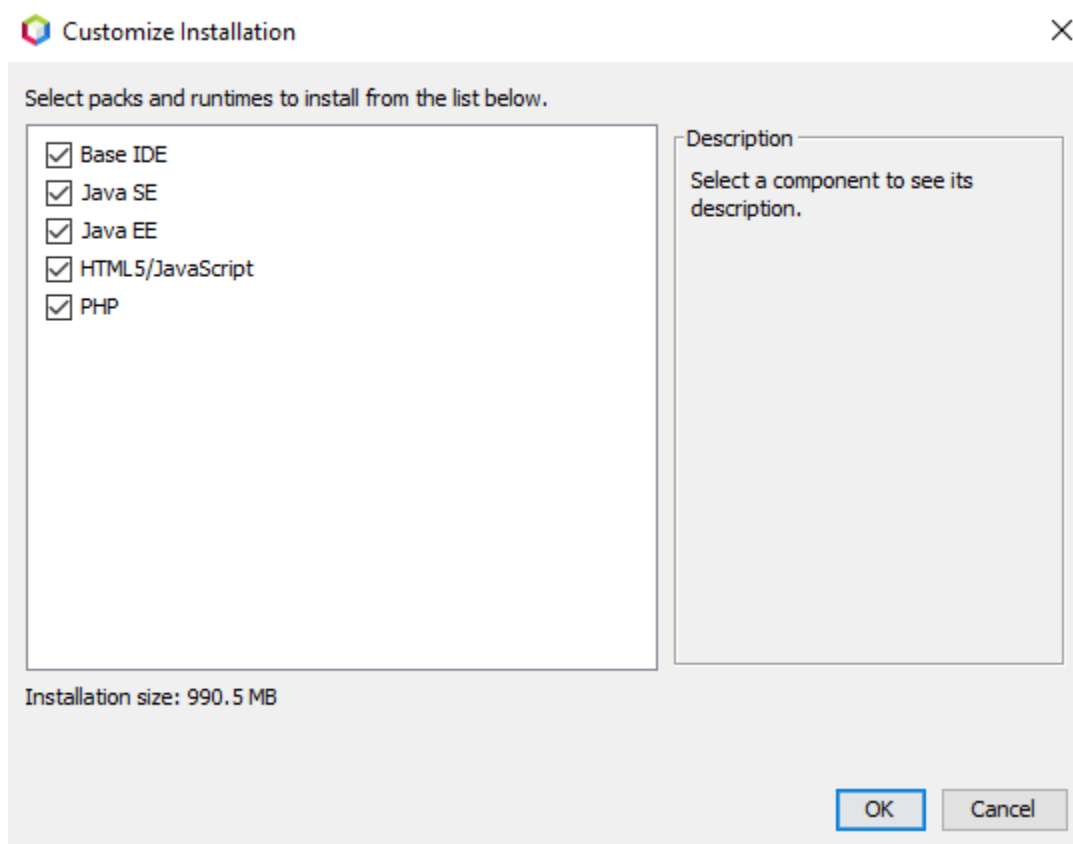 Customize Installation
Select packs and runtimes to install from the list below.
Base IDE
Java SE
Java EE
HTML5/JavaScript
PHP
Description
Select a component to see its
description.
Installation size: 990.5 MB
OK
Cancel